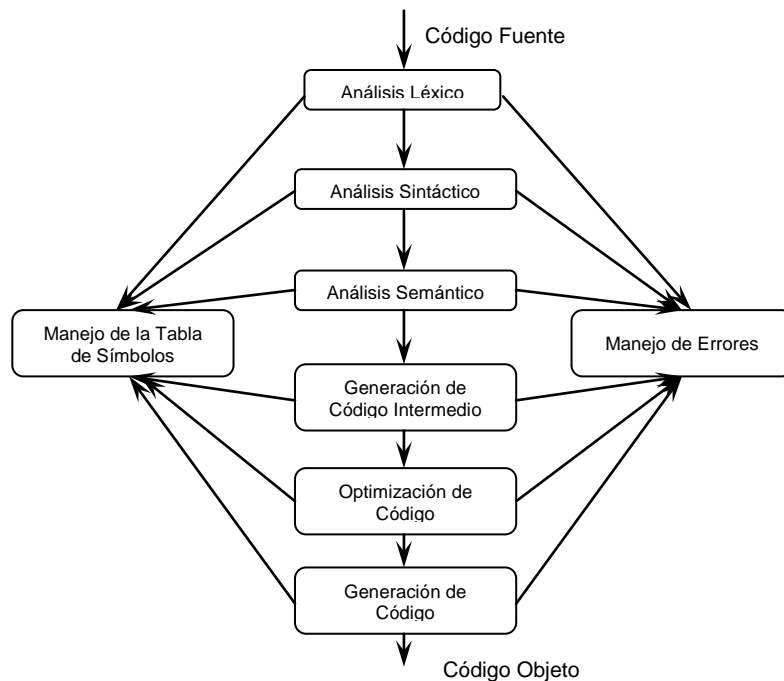 Código Fuente
Análisis Léxico
Análisis Sintáctico
Análisis Semántico
Manejo de la Tabla
de Símbolos
Manejo de Errores
Generación de
Código Intermedio
Optimización de
Código
Generación de
Código
Código Objeto